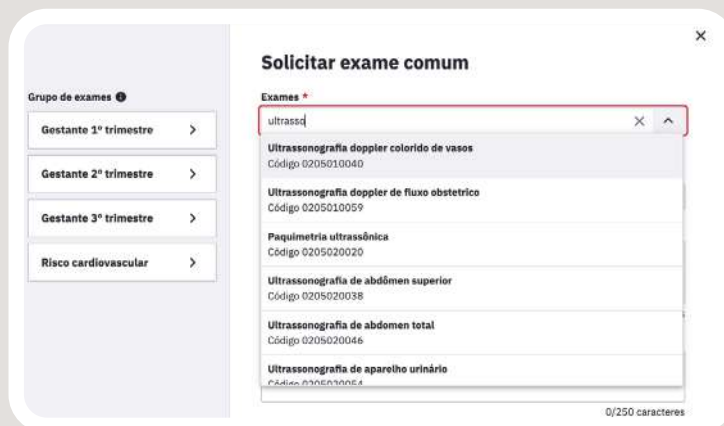 Solicitar exame comum
Grupo de exames
Gestante 1º trimestre
Gestante 2º trimestre
Gestante 3º trimestre
Risco cardiovascular
Exames *
ultrasso
Ultrassonografia doppler colorido de vasos
Código 0205010040
Ultrassonografia doppler de fluxo obstetrico
Código 0205010059
Paquimetria ultrassônica
Código 0205020020
Ultrassonografia de abdômen superior
Código 0205020038
Ultrassonografia de abdomen total
Código 0205020046
Ultrassonografia de aparelho urinário
Código 0205020054
0/250 caracteres